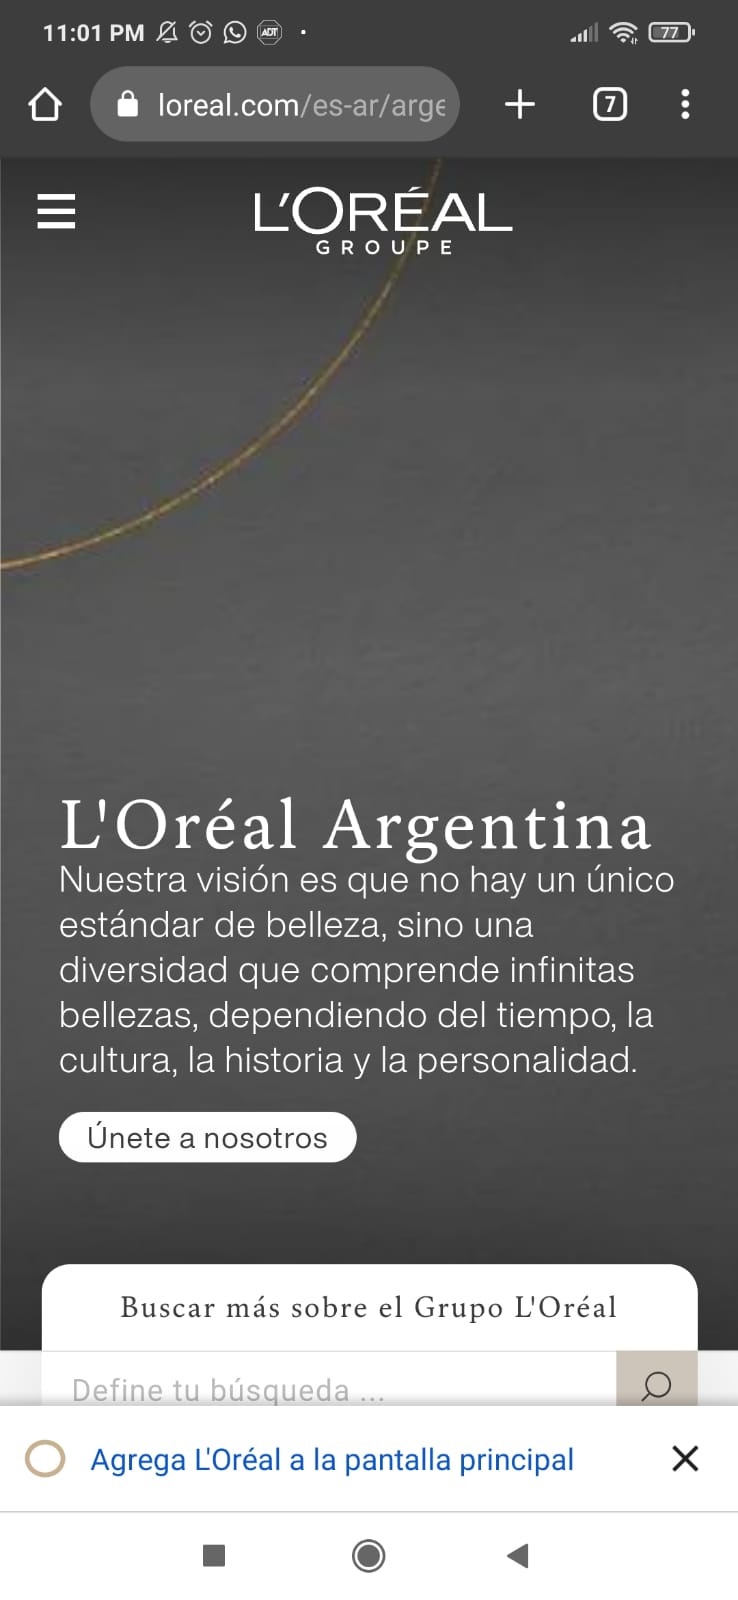 11:01 PM
ADT
77
loreal.com/es-ar/arge
7
L'ORÉAL
GROUPE
L'Oréal Argentina
Nuestra visión es que no hay un único
estándar de belleza, sino una
diversidad que comprende infinitas
bellezas, dependiendo del tiempo, la
cultura, la historia y la personalidad.
Únete a nosotros
Buscar más sobre el Grupo L'Oréal
Define tu búsqueda ...
Agrega L'Oréal a la pantalla principal